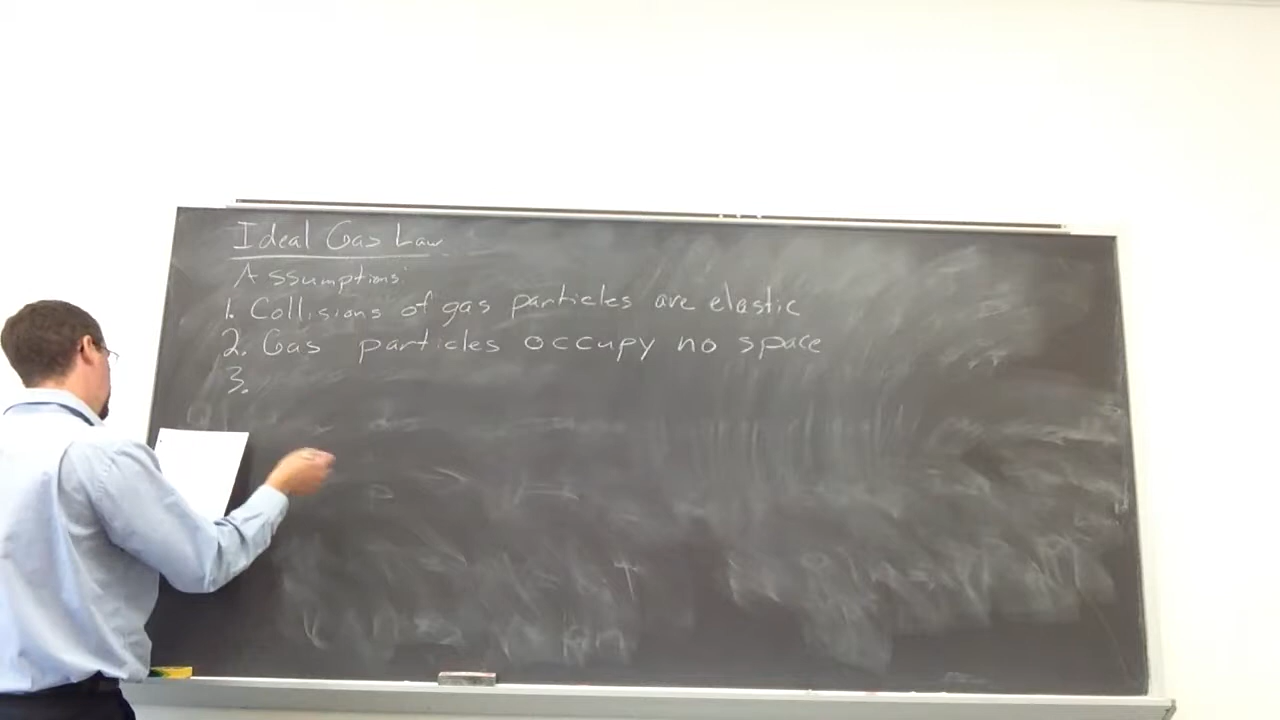 Ideal Gas Law
Assumptions:
1. Collisions of gas particles are elastic
2. Gas particles occupy no space
3.